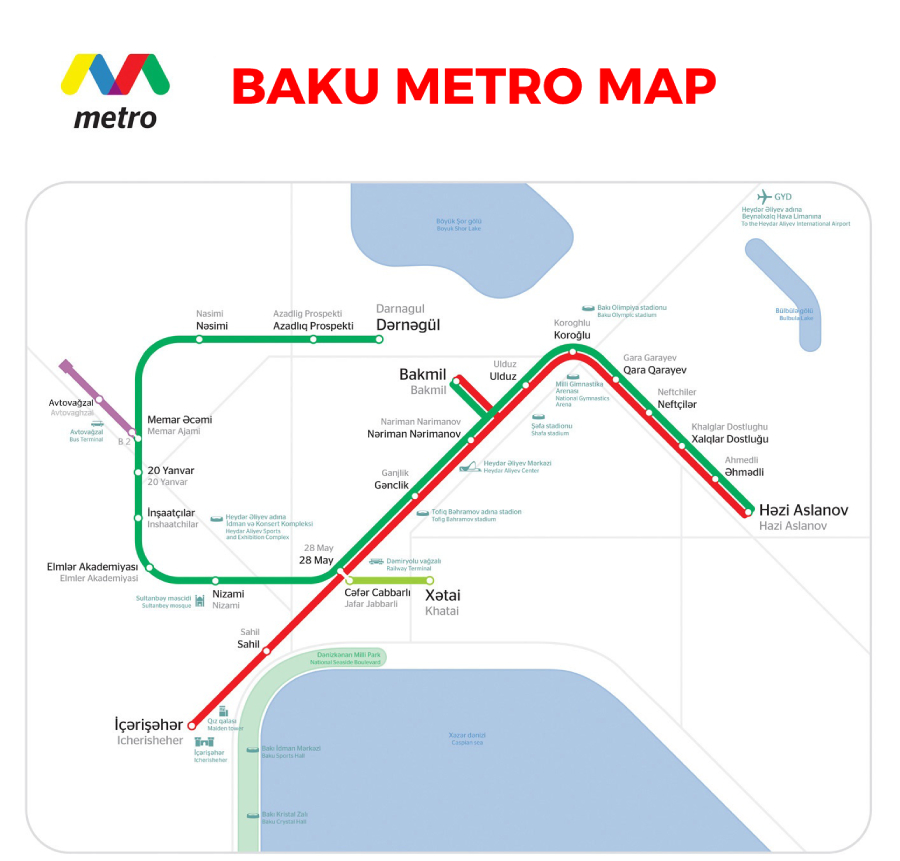 metro
BAKU METRO MAP
GYD
Heydər Əliyev adına
Beynəlxalq Hava Limanına
To the Heydar Aliyev International Airport
Böyük Şor gölü
Boyuk Shor Lake
Bülbülə gölü
Bulbula Lake
Bakı Olimpiya stadionu
Baku Olympic stadium
Nasimi
Nəsimi
Azadlig Prospekti
Azadlıq Prospekti
Darnagul
Dərnəgül
Koroghlu
Koroğlu
Bakmil
Bakmil
Ulduz
Ulduz
Milli Gimnastika
Arenası
National Gymnastics
Arena
Gara Garayev
Qara Qarayev
Neftchiler
Neftçilər
Avtovağzal
Avtovaghzal
Avtovağzal
Bus Terminal
B 2
Memar Əcəmi
Memar Ajami
Nariman Narimanov
Nəriman Nərimanov
Şəfa stadionu
Shafa stadium
Khalglar Dostlughu
Xalqlar Dostluğu
20 Yanvar
20 Yanvar
Ganjlik
Gənclik
Heydər Əliyev Mərkəzi
Heydar Aliyev Center
Ahmedli
Əhmədli
İnşaatçılar
Inshaatchilar
Heydər Əliyev adına
İdman və Konsert Kompleksi
Heydar Aliyev Sports
and Exhibition Complex
Tofiq Bəhramov adına stadion
Tofig Bahramov stadium
Həzi Aslanov
Hazi Aslanov
28 May
28 May
Dəmiryolu vağzalı
Railway Terminal
Elmlər Akademiyası
Elmler Akademiyasi
Nizami
Nizami
Sultanbəy məscidi
Sultanbey mosque
Cəfər Cabbarlı
Jafar Jabbarli
Xətai
Khatai
Sahil
Sahil
Dənizkənarı Milli Park
National Seaside Boulevard
İçərişəhər
Icherisheher
Qız qalası
Maiden tower
İçərişəhər
Icherisheher
Xəzər dənizi
Caspian sea
Bakı İdman Mərkəzi
Baku Sports Hall
Bakı Kristal Zalı
Baku Crystal Hall